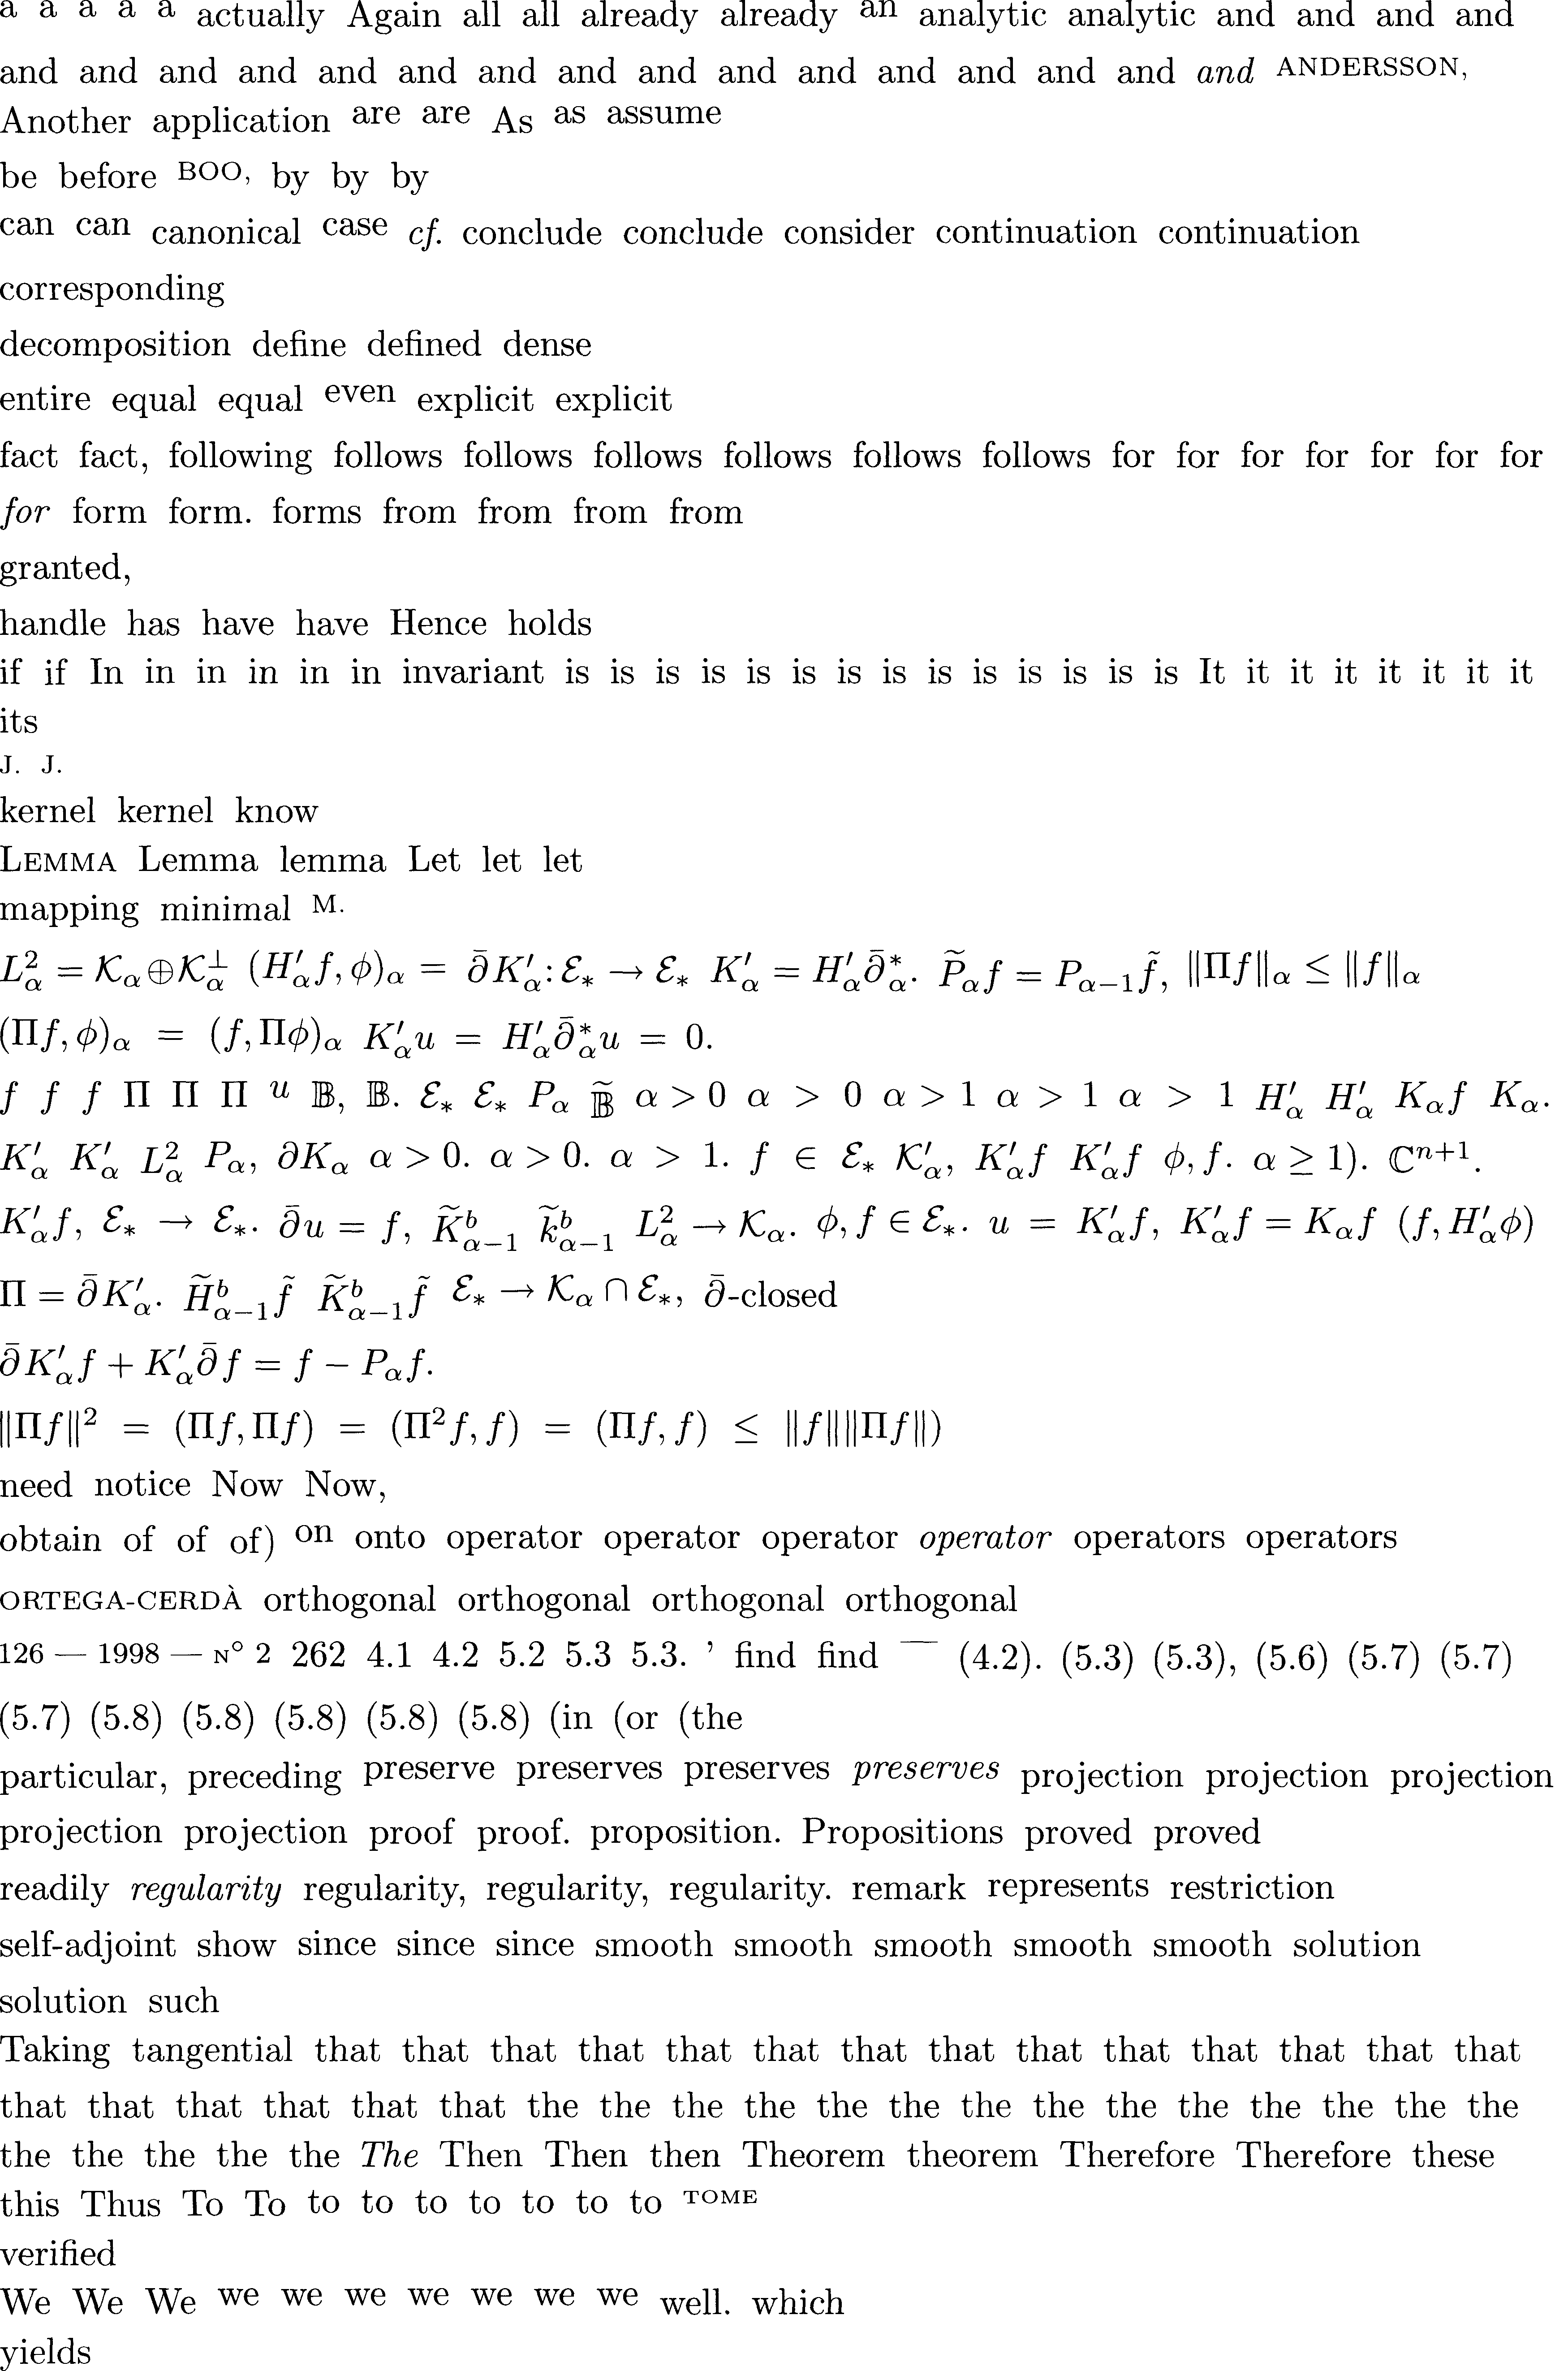 a a a a a actually Again all all already already an analytic analytic and and and and
and and and and and and and and and and and and and and and and ANDERSSON,
Another application are are As as assume
be before BOO, by by by
can can canonical case cf. conclude conclude consider continuation continuation
corresponding
decomposition define defined dense
entire equal equal even explicit explicit
fact fact, following follows follows follows follows follows follows for for for for for for for
for form form. forms from from from from
granted,
handle has have have Hence holds
if if In in in in in in invariant is is is is is is is is is is is is is is It it it it it it it it
its
J. J.
kernel kernel know
LEMMA Lemma lemma Let let let
mapping minimal M.
$L^2_\alpha = \mathcal{K}_\alpha \oplus \mathcal{K}^\perp_\alpha$ $(H'_\alpha f, \phi)_\alpha =$ $\bar\partial K'_\alpha : \mathcal{E}_* \to \mathcal{E}_*$ $K'_\alpha = H'_\alpha \bar\partial^*_\alpha.$ $\widetilde{P}_\alpha f = P_{\alpha-1} \tilde{f},$ $\|\Pi f\|_\alpha \le \|f\|_\alpha$
$(\Pi f, \phi)_\alpha = (f, \Pi\phi)_\alpha$ $K'_\alpha u = H'_\alpha \bar\partial^*_\alpha u = 0.$
$f$ $f$ $f$ $\Pi$ $\Pi$ $\Pi$ $u$ $\mathbb{B},$ $\mathbb{B}.$ $\mathcal{E}_*$ $\mathcal{E}_*$ $P_\alpha$ $\widetilde{\mathbb{B}}$ $\alpha > 0$ $\alpha > 0$ $\alpha > 1$ $\alpha > 1$ $\alpha > 1$ $H'_\alpha$ $H'_\alpha$ $K_\alpha f$ $K_\alpha.$
$K'_\alpha$ $K'_\alpha$ $L^2_\alpha$ $P_\alpha,$ $\partial K_\alpha$ $\alpha > 0.$ $\alpha > 0.$ $\alpha > 1.$ $f \in \mathcal{E}_*$ $\mathcal{K}'_\alpha,$ $K'_\alpha f$ $K'_\alpha f$ $\phi, f.$ $\alpha \ge 1).$ $\mathbb{C}^{n+1}.$
$K'_\alpha f,$ $\mathcal{E}_* \to \mathcal{E}_*.$ $\bar\partial u = f,$ $\widetilde{K}^b_{\alpha-1}$ $\widetilde{k}^b_{\alpha-1}$ $L^2_\alpha \to \mathcal{K}_\alpha.$ $\phi, f \in \mathcal{E}_*.$ $u = K'_\alpha f,$ $K'_\alpha f = K_\alpha f$ $(f, H'_\alpha \phi)$
$\Pi = \bar\partial K'_\alpha.$ $\widetilde{H}^b_{\alpha-1} \tilde{f}$ $\widetilde{K}^b_{\alpha-1} \tilde{f}$ $\mathcal{E}_* \to \mathcal{K}_\alpha \cap \mathcal{E}_*,$ $\bar\partial$-closed
$\bar\partial K'_\alpha f + K'_\alpha \bar\partial f = f - P_\alpha f.$
$\|\Pi f\|^2 = (\Pi f, \Pi f) = (\Pi^2 f, f) = (\Pi f, f) \le \|f\| \|\Pi f\|)$
need notice Now Now,
obtain of of of) on onto operator operator operator operator operators operators
ORTEGA-CERDÀ orthogonal orthogonal orthogonal orthogonal
126 — 1998 — N° 2 262 4.1 4.2 5.2 5.3 5.3. ’ find find — (4.2). (5.3) (5.3), (5.6) (5.7) (5.7)
(5.7) (5.8) (5.8) (5.8) (5.8) (5.8) (in (or (the
particular, preceding preserve preserves preserves preserves projection projection projection
projection projection proof proof. proposition. Propositions proved proved
readily regularity regularity, regularity, regularity. remark represents restriction
self-adjoint show since since since smooth smooth smooth smooth smooth solution
solution such
Taking tangential that that that that that that that that that that that that that that
that that that that that that the the the the the the the the the the the the the the
the the the the the The Then Then then Theorem theorem Therefore Therefore these
this Thus To To to to to to to to to TOME
verified
We We We we we we we we we we well. which
yields